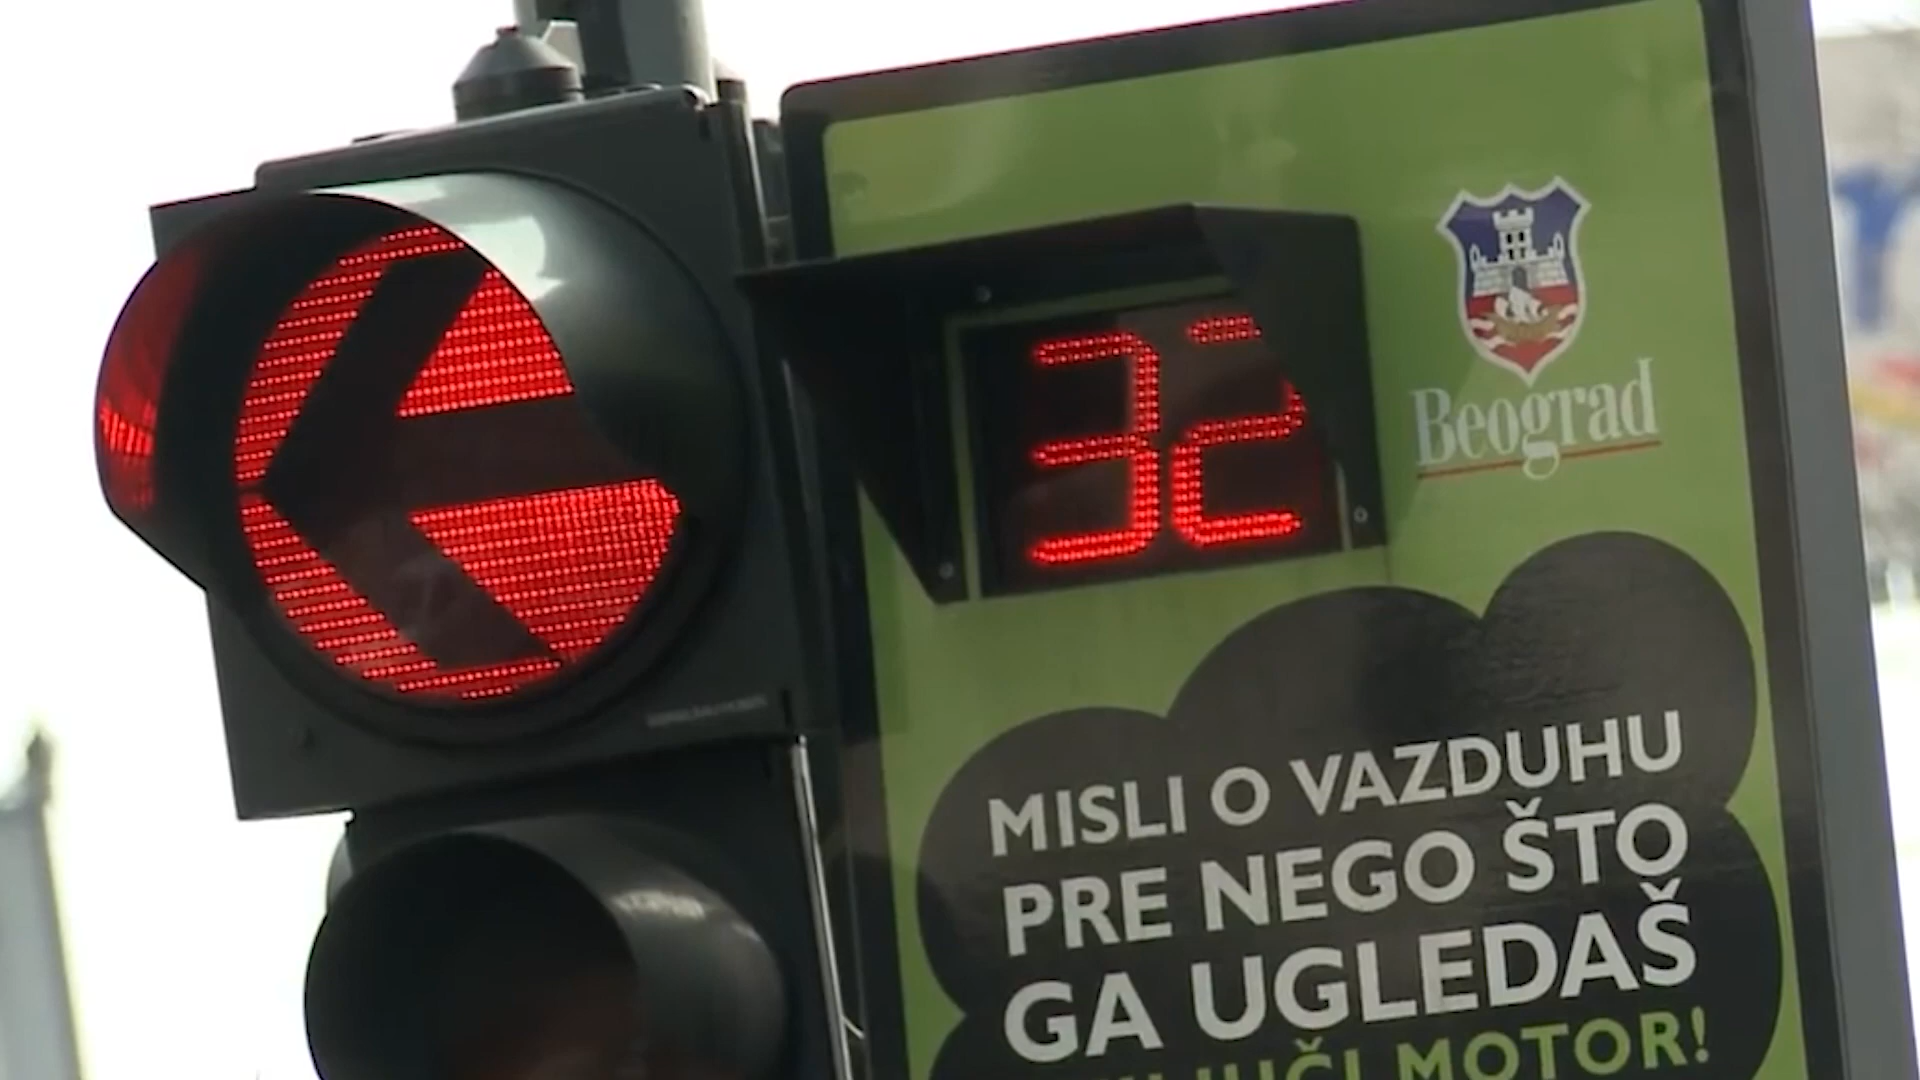 32
Beograd
MISLI O VAZDUHU
PRE NEGO ŠTO
GA UGLEDAŠ
MOTOR!